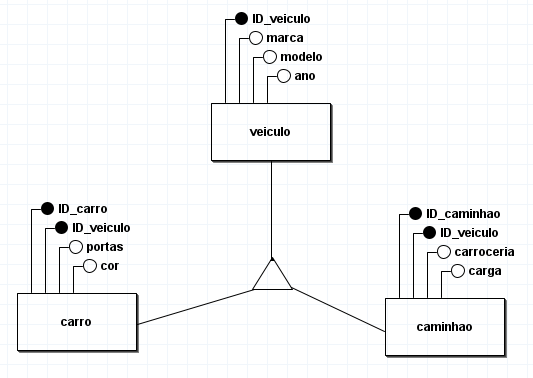 ID_veiculo
marca
modelo
ano
veiculo
ID_carro
ID_veiculo
portas
cor
carro
ID_caminhao
ID_veiculo
carroceria
carga
caminhao